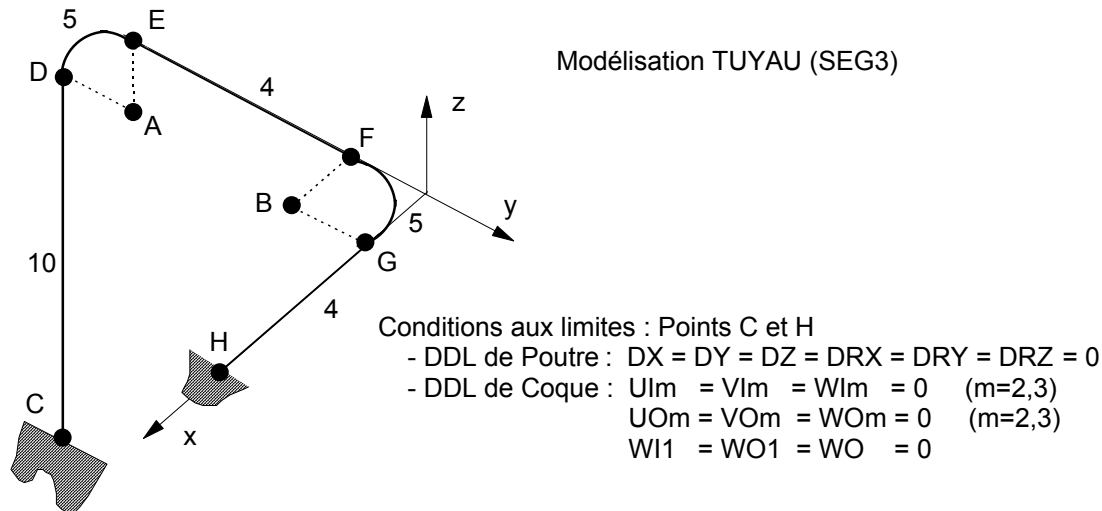 5
E
D
4
A
Modélisation TUYAU (SEG3)
z
F
B
5
y
G
10
4
H
C
x
Conditions aux limites : Points C et H
- DDL de Poutre : DX = DY = DZ = DRX = DRY = DRZ = 0
- DDL de Coque : UIm = VIm = WIm = 0 (m=2,3)
UOm = VOm = WOm = 0 (m=2,3)
WI1 = WO1 = WO = 0